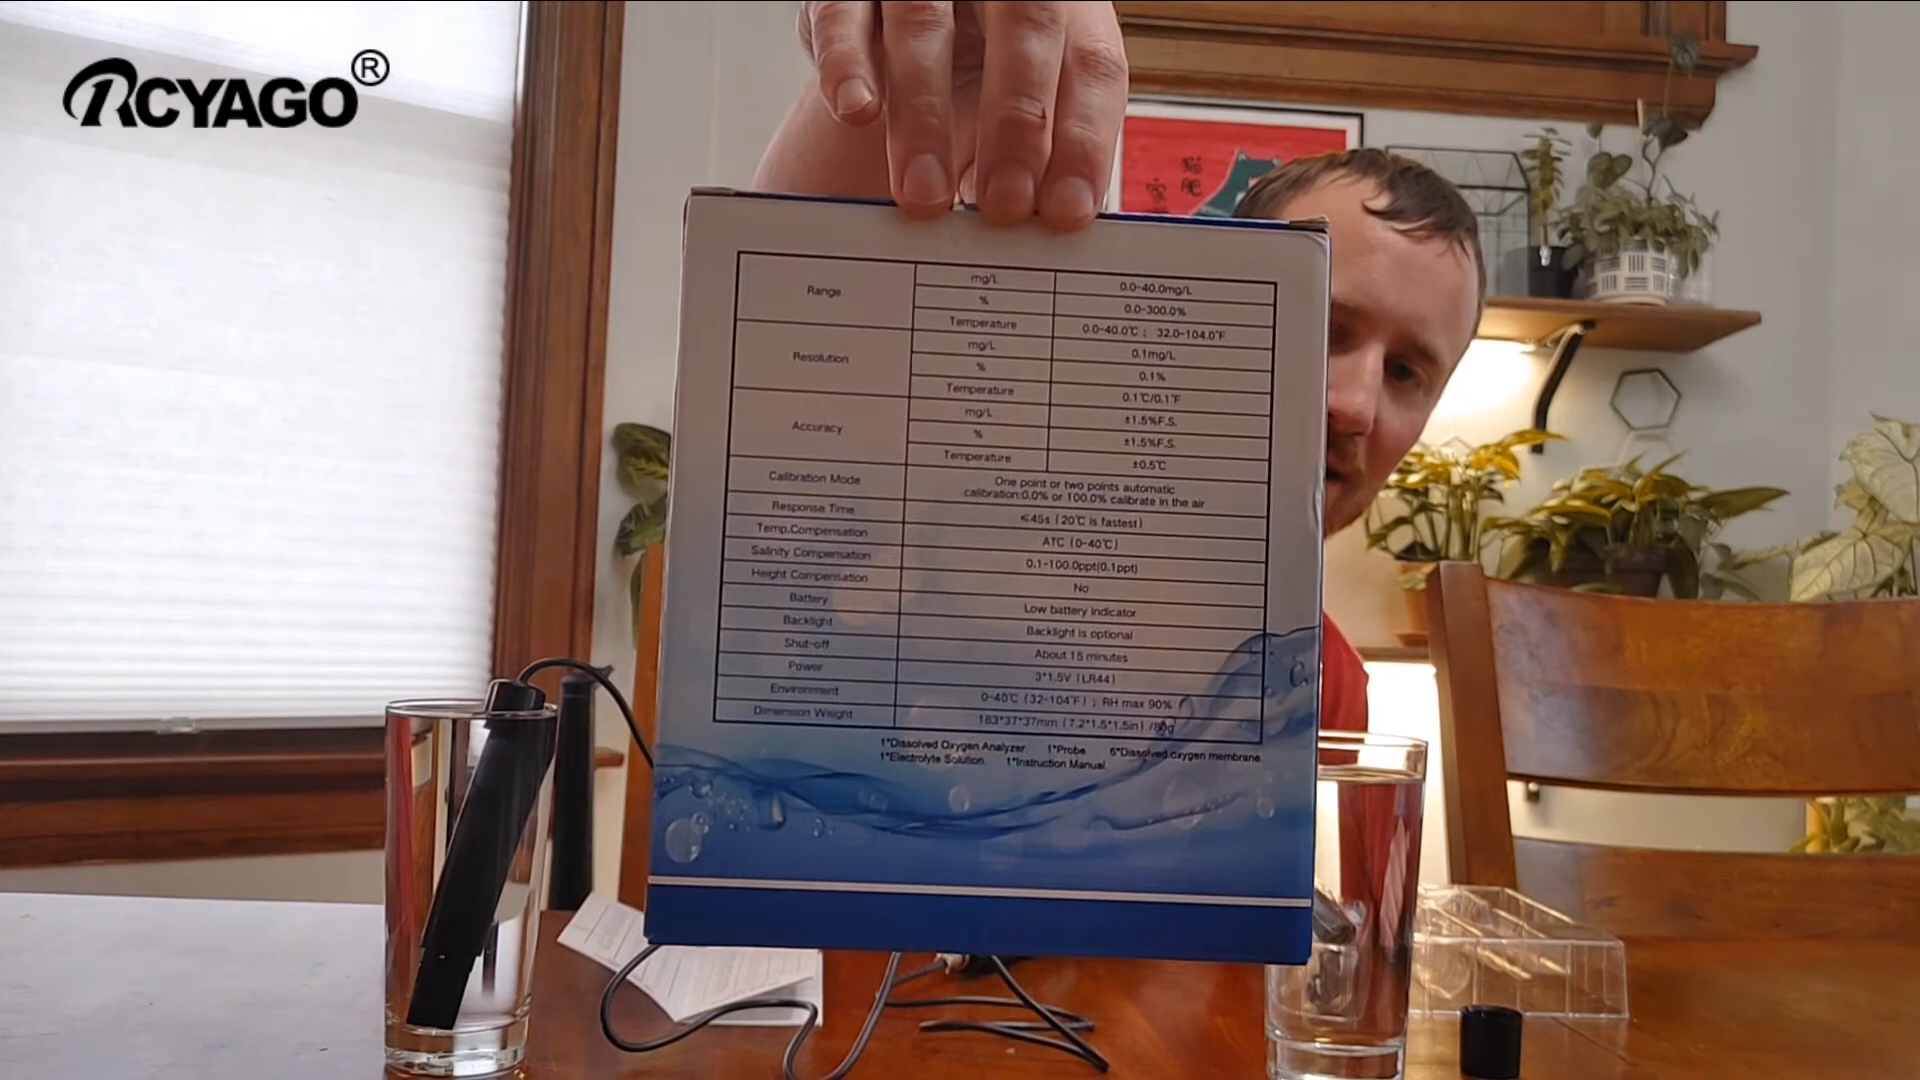 RCYAGO®
猫
肥
Range
mg/L
0.0-40.0mg/L
%
0.0-300.0%
Temperature
0.0-40.0℃; 32.0-104.0℉
Resolution
mg/L
0.1mg/L
%
0.1%
Temperature
0.1℃/0.1℉
Accuracy
mg/L
±1.5%F.S.
%
±1.5%F.S.
Temperature
±0.5℃
Calibration Mode
One point or two points automatic
calibration:0.0% or 100.0% calibrate in the air
Response Time
≤45s (20℃ is fastest)
Temp.Compensation
ATC (0-40℃)
Salinity Compensation
0.1-100.0ppt(0.1ppt)
Height Compensation
No
Battery
Low battery indicator
Backlight
Backlight is optional
Shut-off
About 15 minutes
Power
3*1.5V (LR44)
Environment
0-40℃ (32-104℉); RH max 90%
Dimension Weight
183*37*37mm (7.2*1.5*1.5in) /80g
1*Dissolved Oxygen Analyzer 1*Probe 6*Dissolved oxygen membrane
1*Electrolyte Solution 1*Instruction Manual